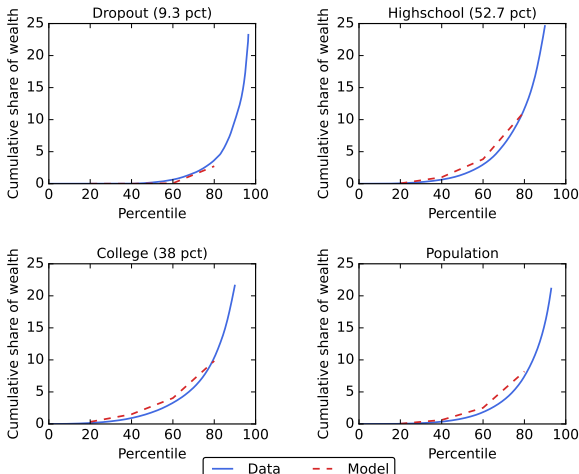 Dropout (9.3 pct)
Cumulative share of wealth
25
20
15
10
5
0
0 20 40 60 80 100
Percentile
Highschool (52.7 pct)
Cumulative share of wealth
25
20
15
10
5
0
0 20 40 60 80 100
Percentile
College (38 pct)
Cumulative share of wealth
25
20
15
10
5
0
0 20 40 60 80 100
Percentile
Population
Cumulative share of wealth
25
20
15
10
5
0
0 20 40 60 80 100
Percentile
Data Model